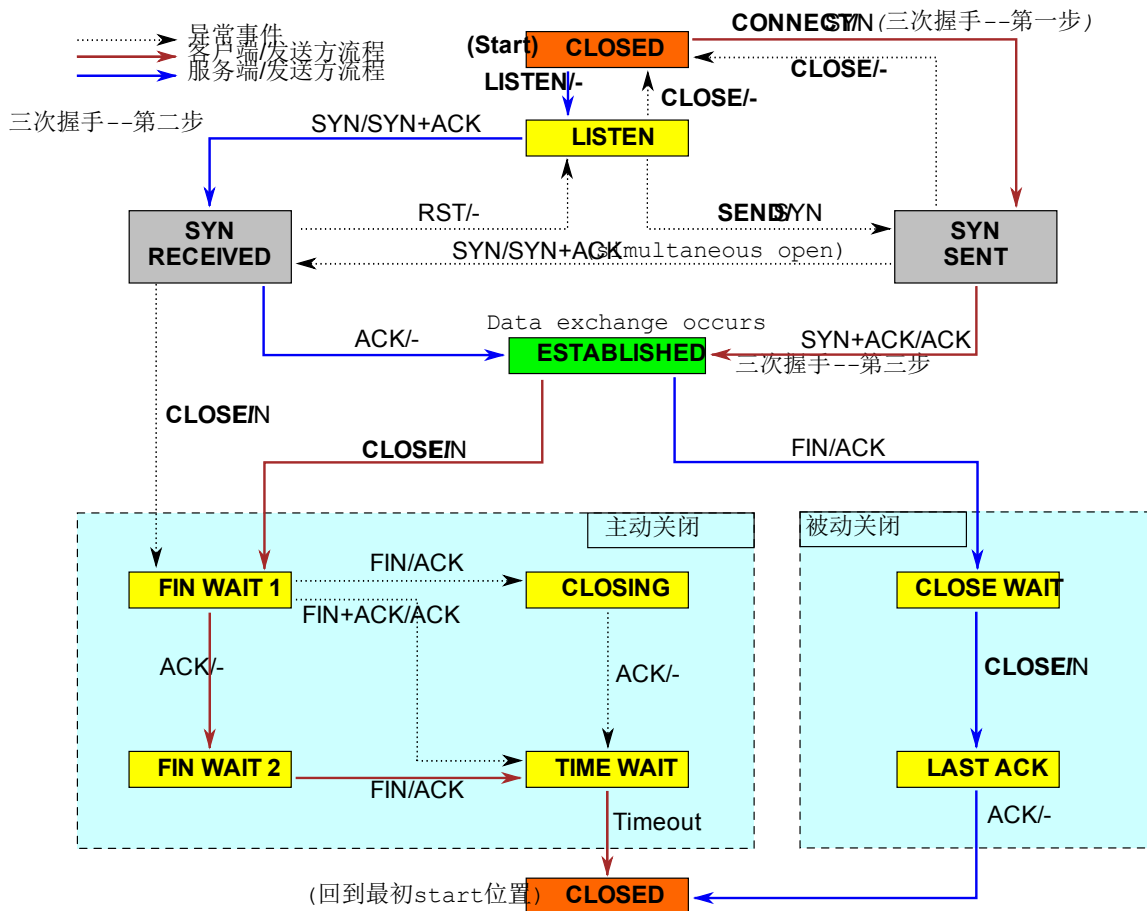 异常事件
客户端/发送方流程
服务端/发送方流程
(Start)
CLOSED
CONNECT/SYN
(三次握手--第一步)
CLOSE/-
LISTEN/-
CLOSE/-
三次握手--第二步
SYN/SYN+ACK
LISTEN
RST/-
SEND/SYN
SYN
RECEIVED
SYN
SENT
SYN/SYN+ACK
(simultaneous open)
Data exchange occurs
ACK/-
ESTABLISHED
SYN+ACK/ACK
三次握手--第三步
CLOSE/N
CLOSE/N
FIN/ACK
主动关闭
被动关闭
FIN WAIT 1
FIN/ACK
CLOSING
CLOSE WAIT
FIN+ACK/ACK
ACK/-
ACK/-
CLOSE/N
FIN WAIT 2
FIN/ACK
TIME WAIT
LAST ACK
Timeout
ACK/-
(回到最初start位置)
CLOSED